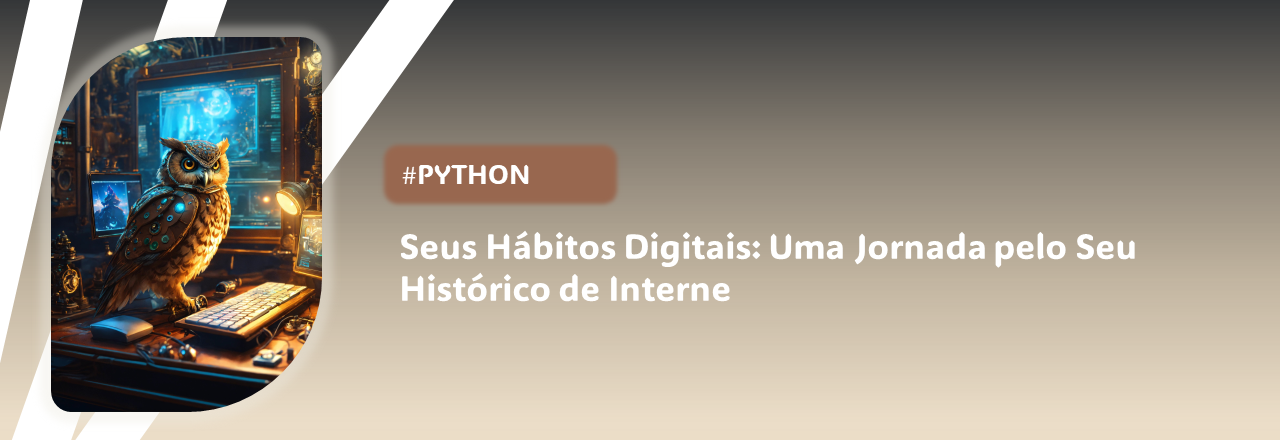 #PYTHON
Seus Hábitos Digitais: Uma Jornada pelo Seu
Histórico de Interne